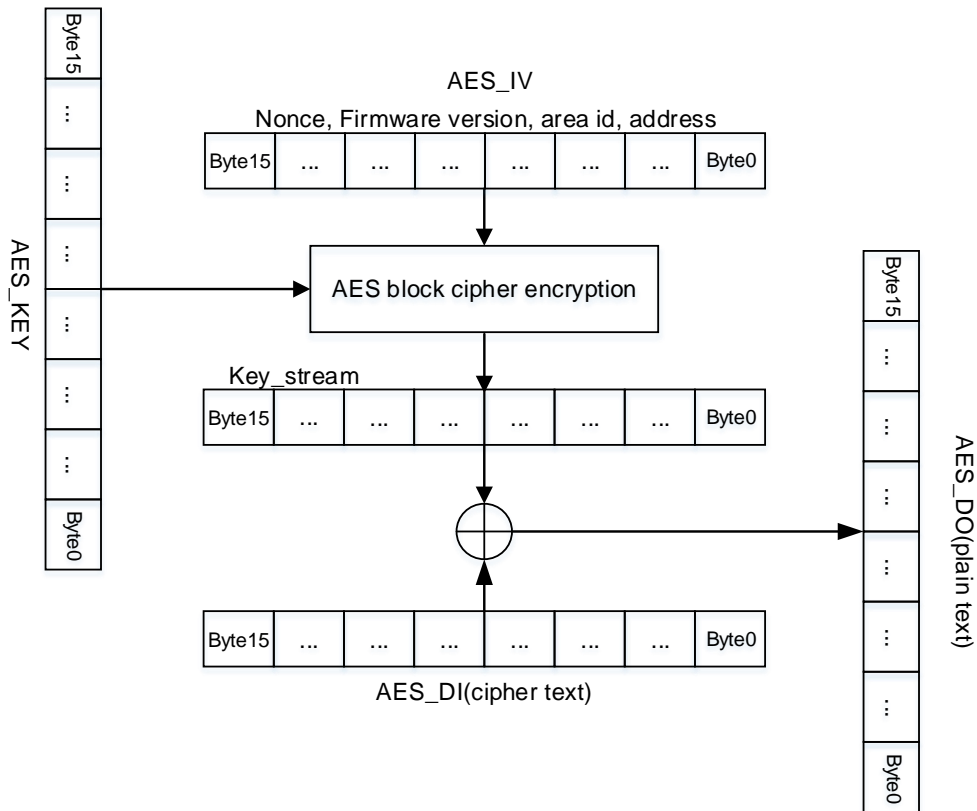 AES_IV
Nonce, Firmware version, area id, address
Byte15 ... ... ... ... ... ... Byte0
AES_KEY
Byte15
...
...
...
...
...
...
Byte0
AES block cipher encryption
Key_stream
Byte15 ... ... ... ... ... ... Byte0
Byte15 ... ... ... ... ... ... Byte0
AES_DI(cipher text)
Byte15
...
...
...
...
...
...
Byte0
AES_DO(plain text)